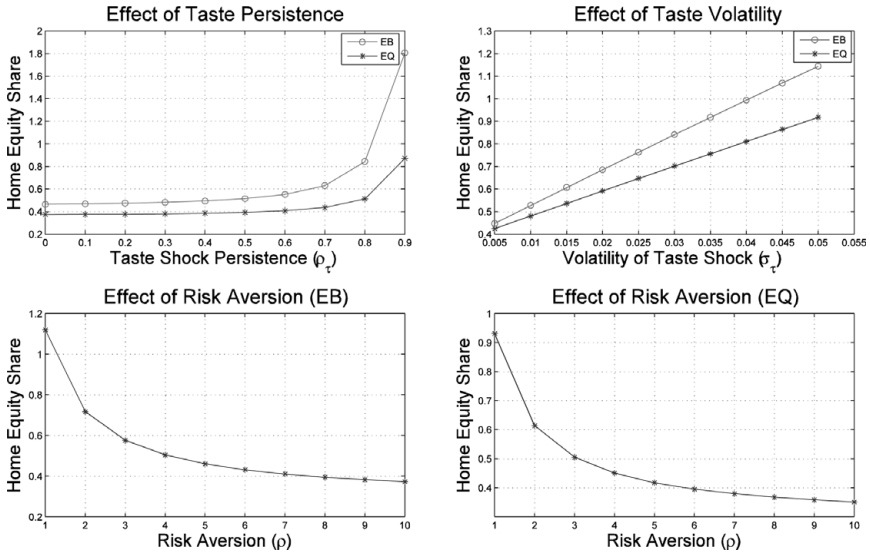 Effect of Taste Persistence
Home Equity Share
2
1.8
1.6
1.4
1.2
1
0.8
0.6
0.4
0.2
EB
EQ
0 0.1 0.2 0.3 0.4 0.5 0.6 0.7 0.8 0.9
Taste Shock Persistence (ρτ)
Effect of Taste Volatility
Home Equity Share
1.3
1.2
1.1
1
0.9
0.8
0.7
0.6
0.5
0.4
EB
EQ
0.005 0.01 0.015 0.02 0.025 0.03 0.035 0.04 0.045 0.05 0.055
Volatility of Taste Shock (στ)
Effect of Risk Aversion (EB)
Home Equity Share
1.2
1
0.8
0.6
0.4
0.2
1 2 3 4 5 6 7 8 9 10
Risk Aversion (ρ)
Effect of Risk Aversion (EQ)
Home Equity Share
1
0.9
0.8
0.7
0.6
0.5
0.4
1 2 3 4 5 6 7 8 9 10
Risk Aversion (ρ)